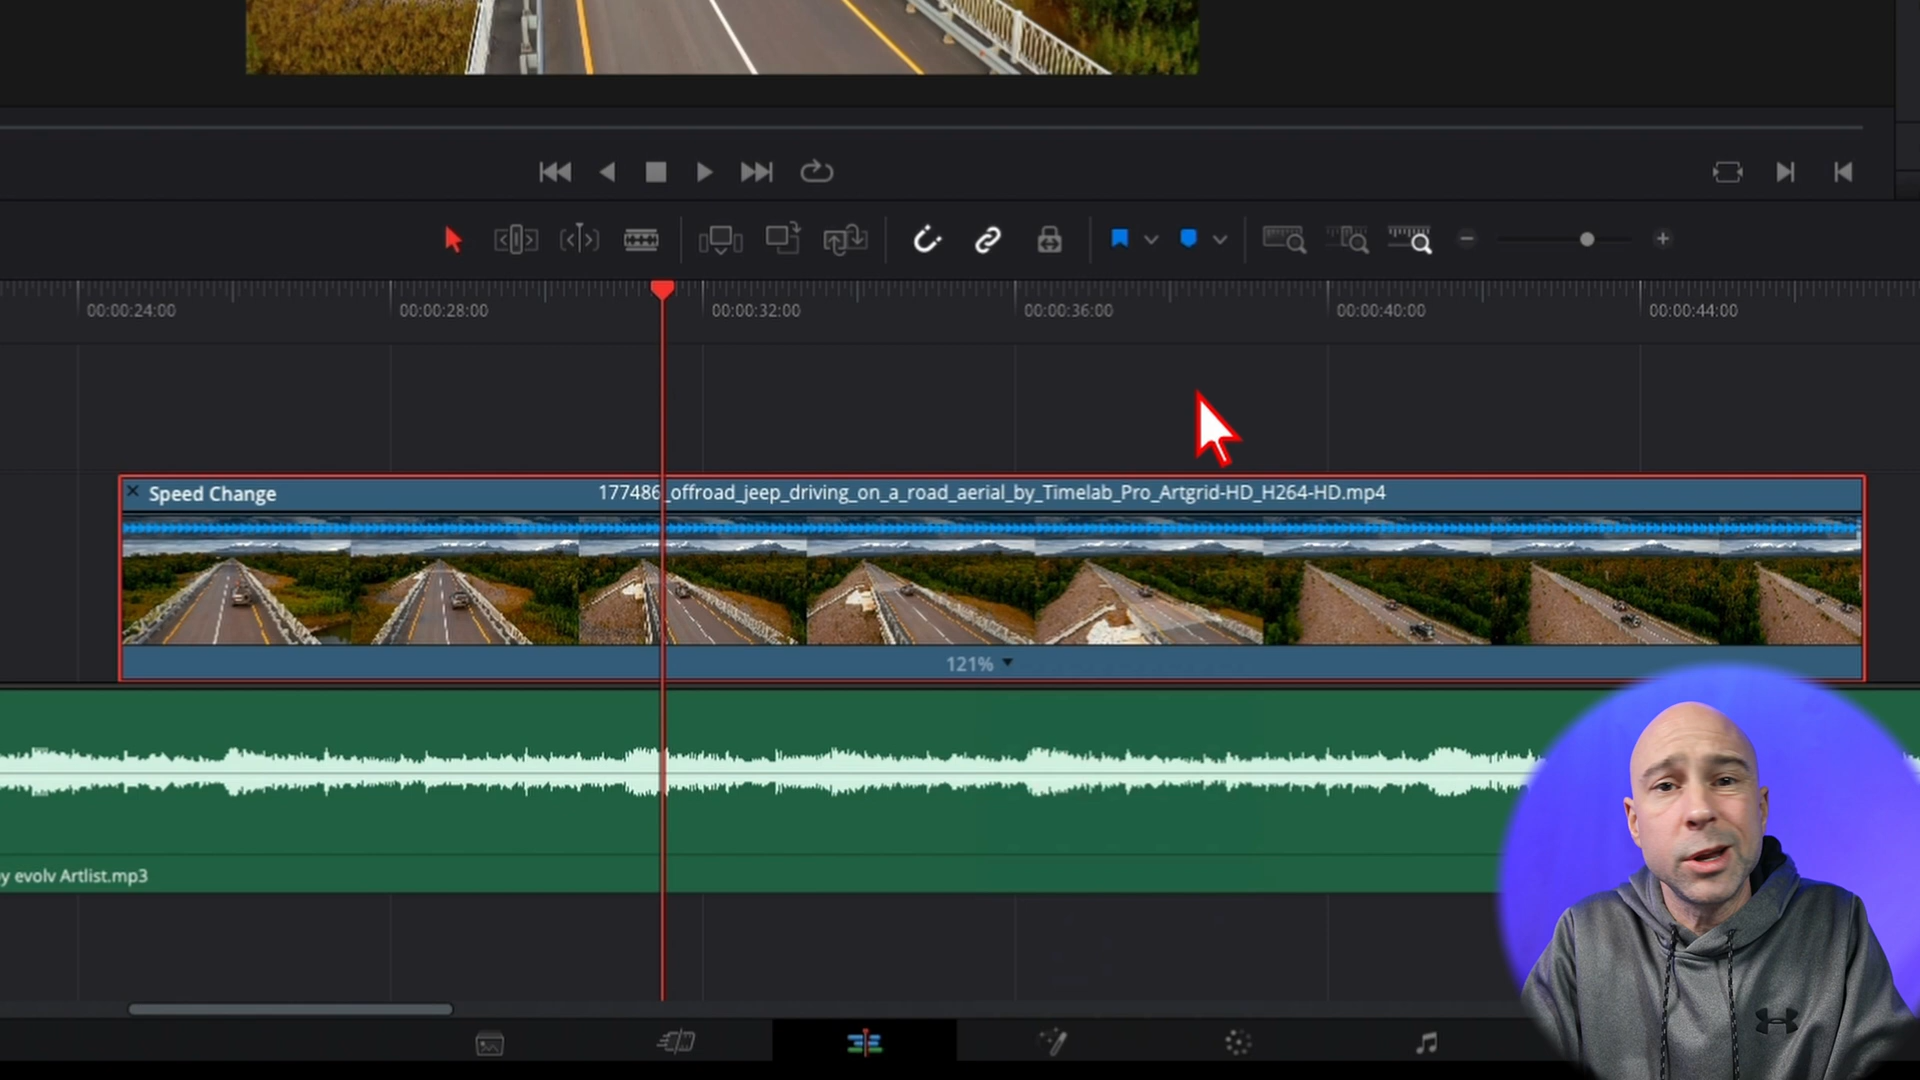 00:00:24:00 00:00:28:00 00:00:32:00 00:00:36:00 00:00:40:00 00:00:44:00
Speed Change 177486_offroad_jeep_driving_on_a_road_aerial_by_Timelab_Pro_Artgrid-HD_H264-HD.mp4
121%
y evolv Artlist.mp3